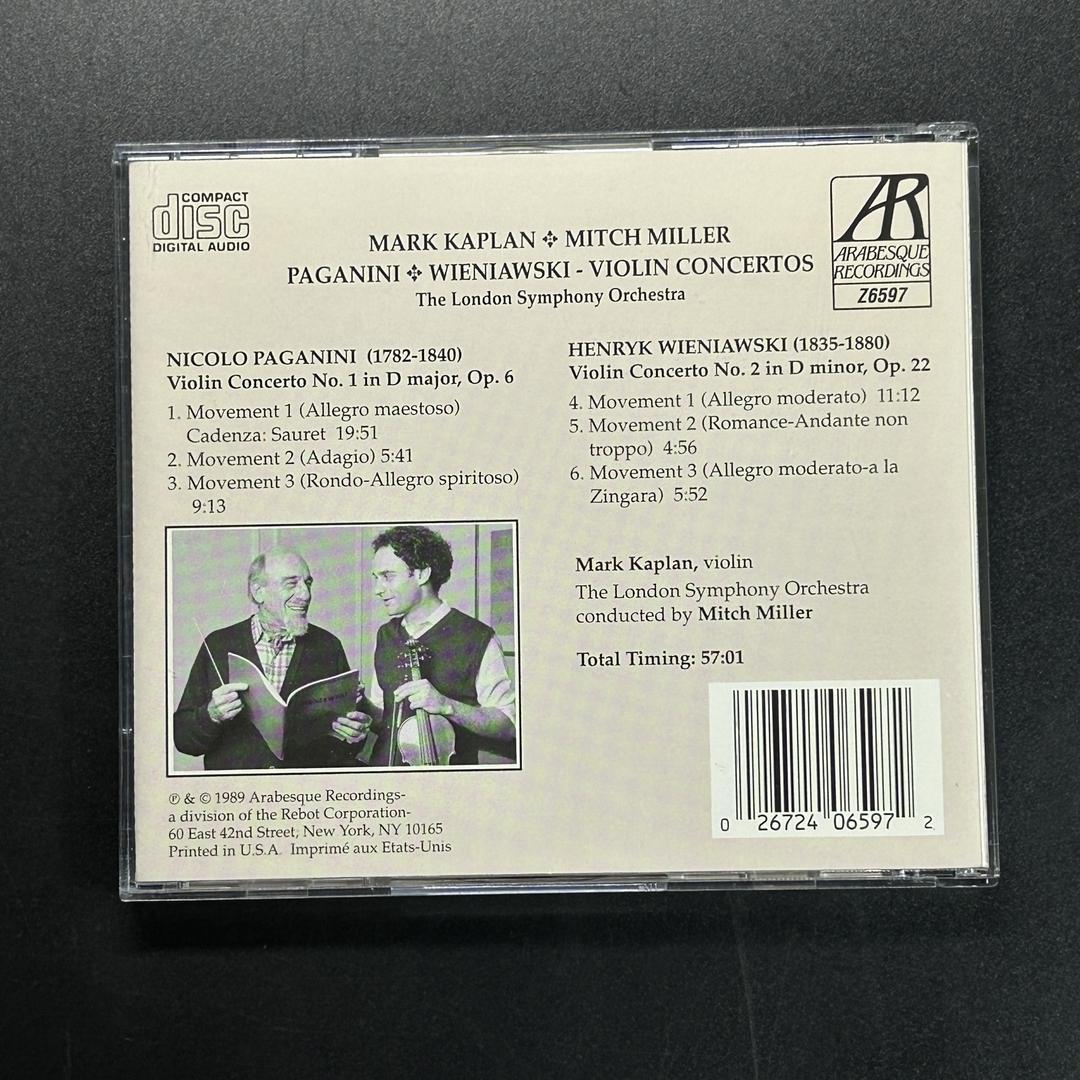 COMPACT
disc
DIGITAL AUDIO
AR
ARABESQUE
RECORDINGS
Z6597
MARK KAPLAN ✣ MITCH MILLER
PAGANINI ✣ WIENIAWSKI - VIOLIN CONCERTOS
The London Symphony Orchestra
NICOLO PAGANINI (1782-1840)
Violin Concerto No. 1 in D major, Op. 6
1. Movement 1 (Allegro maestoso)
Cadenza: Sauret 19:51
2. Movement 2 (Adagio) 5:41
3. Movement 3 (Rondo-Allegro spiritoso)
9:13
HENRYK WIENIAWSKI (1835-1880)
Violin Concerto No. 2 in D minor, Op. 22
4. Movement 1 (Allegro moderato) 11:12
5. Movement 2 (Romance-Andante non
troppo) 4:56
6. Movement 3 (Allegro moderato-a la
Zingara) 5:52
Mark Kaplan, violin
The London Symphony Orchestra
conducted by Mitch Miller
Total Timing: 57:01
℗ & © 1989 Arabesque Recordings-
a division of the Rebot Corporation-
60 East 42nd Street, New York, NY 10165
Printed in U.S.A. Imprimé aux Etats-Unis
0 26724 06597 2